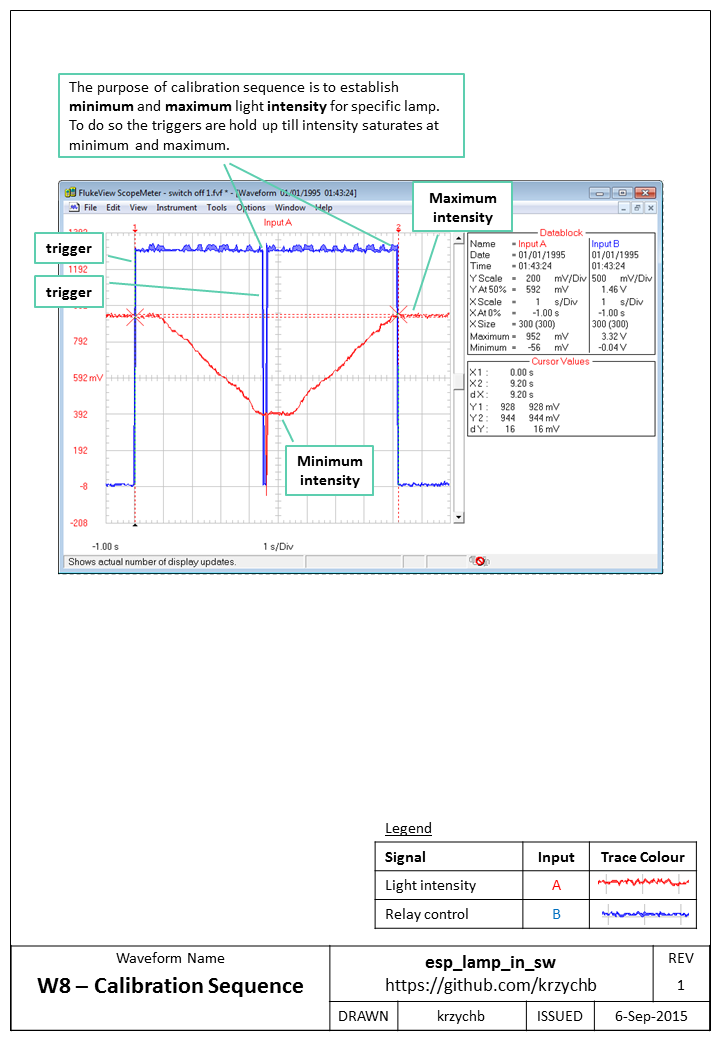 The purpose of calibration sequence is to establish
minimum and maximum light intensity for specific lamp.
To do so the triggers are hold up till intensity saturates at
minimum and maximum.
FlukeView ScopeMeter - switch off 1.fvf * - [Waveform 01/01/1995 01:43:24]
File Edit View Instrument Tools Options Window Help
Maximum
intensity
Input A
trigger
trigger
1192
792
592 mV
392
192
-8
-208
-1.00 s
1 s/Div
1
2
Minimum
intensity
Datablock
Name = Input A Input B
Date = 01/01/1995 01/01/1995
Time = 01:43:24 01:43:24
Y Scale = 200 mV/Div 500 mV/Div
Y At 50% = 592 mV 1.46 V
X Scale = 1 s/Div 1 s/Div
X At 0% = -1.00 s -1.00 s
X Size = 300 (300) 300 (300)
Maximum = 952 mV 3.32 V
Minimum = -56 mV -0.04 V
Cursor Values
X1 : 0.00 s
X2 : 9.20 s
dX : 9.20 s
Y1 : 928 928 mV
Y2 : 944 944 mV
dY : 16 16 mV
Shows actual number of display updates.
Legend
Signal Input Trace Colour
Light intensity A
Relay control B
Waveform Name
W8 – Calibration Sequence
esp_lamp_in_sw
https://github.com/krzychb
REV
1
DRAWN krzychb ISSUED 6-Sep-2015